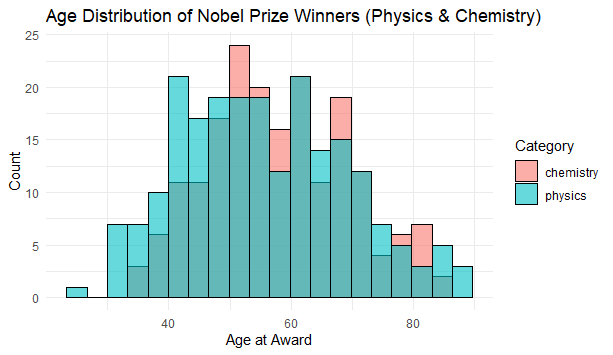 Age Distribution of Nobel Prize Winners (Physics & Chemistry)
25
20
15
10
5
0
Count
40
60
80
Age at Award
Category
chemistry
physics